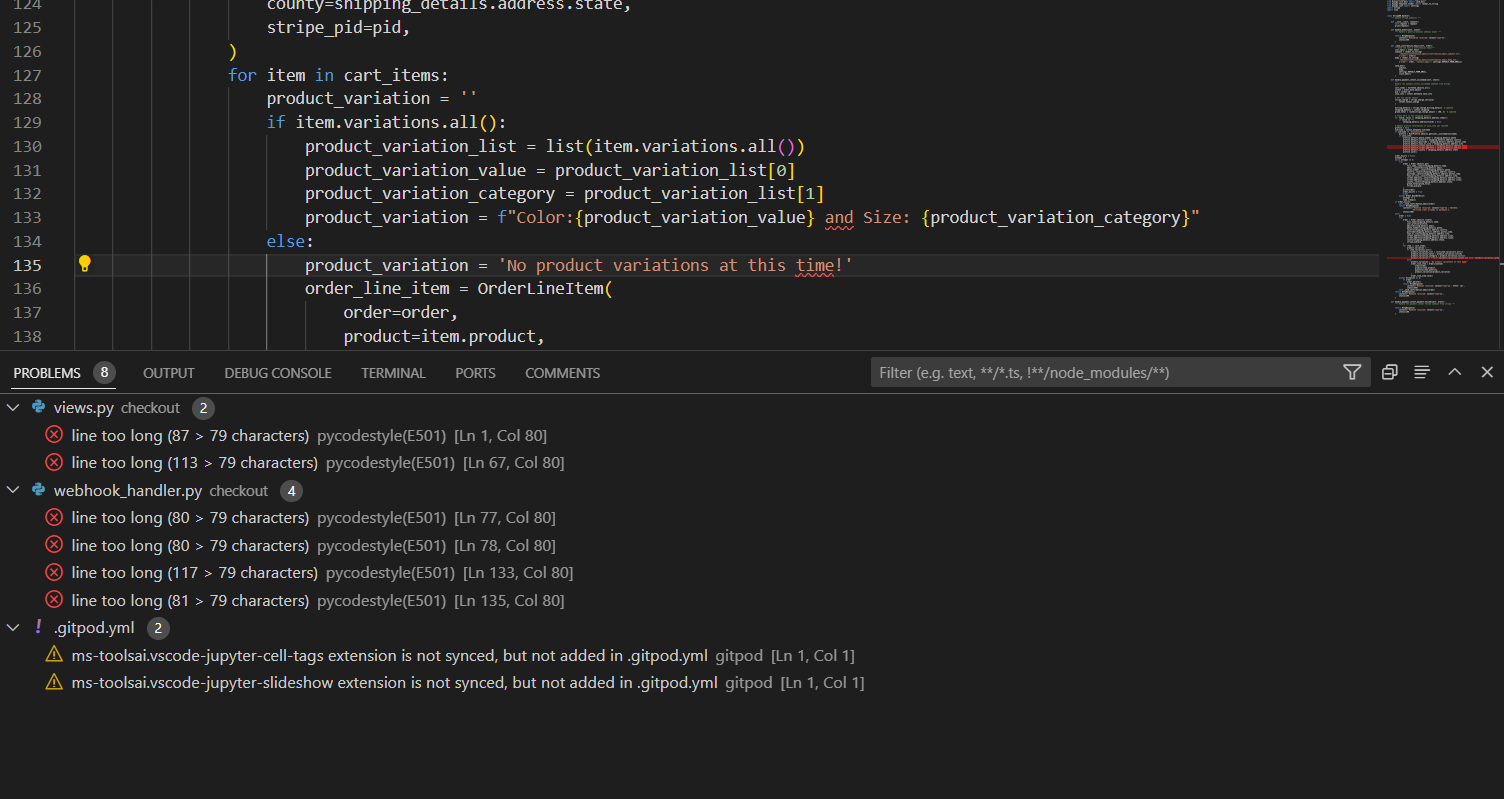 124 county=shipping_details.address.state,
125 stripe_pid=pid,
126 )
127 for item in cart_items:
128 product_variation = ''
129 if item.variations.all():
130 product_variation_list = list(item.variations.all())
131 product_variation_value = product_variation_list[0]
132 product_variation_category = product_variation_list[1]
133 product_variation = f"Color:{product_variation_value} and Size: {product_variation_category}"
134 else:
135 product_variation = 'No product variations at this time!'
136 order_line_item = OrderLineItem(
137 order=order,
138 product=item.product,
PROBLEMS 8 OUTPUT DEBUG CONSOLE TERMINAL PORTS COMMENTS Filter (e.g. text, **/*.ts, !**/node_modules/**)
views.py checkout 2
line too long (87 > 79 characters) pycodestyle(E501) [Ln 1, Col 80]
line too long (113 > 79 characters) pycodestyle(E501) [Ln 67, Col 80]
webhook_handler.py checkout 4
line too long (80 > 79 characters) pycodestyle(E501) [Ln 77, Col 80]
line too long (80 > 79 characters) pycodestyle(E501) [Ln 78, Col 80]
line too long (117 > 79 characters) pycodestyle(E501) [Ln 133, Col 80]
line too long (81 > 79 characters) pycodestyle(E501) [Ln 135, Col 80]
! .gitpod.yml 2
ms-toolsai.vscode-jupyter-cell-tags extension is not synced, but not added in .gitpod.yml gitpod [Ln 1, Col 1]
ms-toolsai.vscode-jupyter-slideshow extension is not synced, but not added in .gitpod.yml gitpod [Ln 1, Col 1]